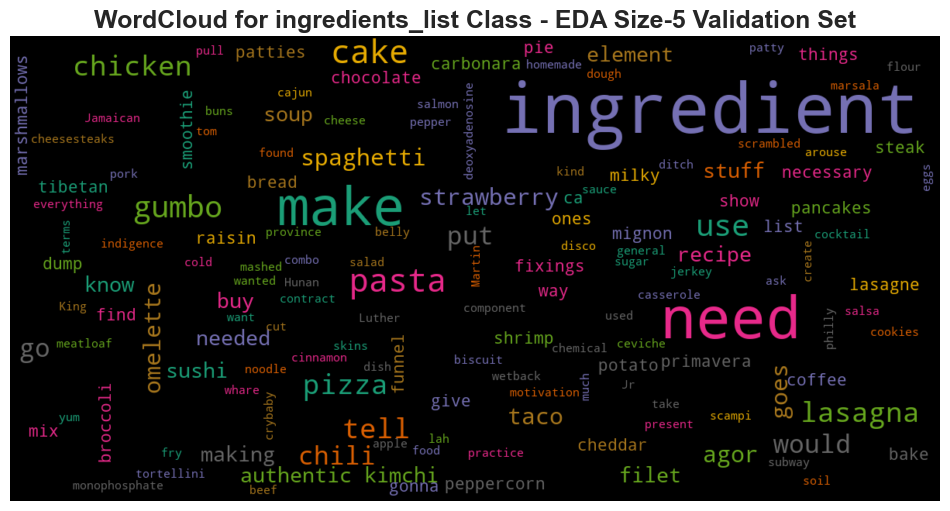 WordCloud for ingredients_list Class - EDA Size-5 Validation Set
pull
patties
cake
pie
patty
things
element
homemade
chicken
carbonara
chocolate
dough
flour
marshmallows
cajun
salmon
marsala
smoothie
buns
cheese
soup
pepper
deoxyadenosine
ingredient
Jamaican
cheesesteaks
tom
found
spaghetti
scrambled
arouse
steak
pork
tibetan
bread
kind
milky
ditch
stuff
necessary
eggs
everything
gumbo
make
strawberry
ca
sauce
show
pancakes
let
ones
use
list
cocktail
terms
indigence
raisin
province
belly
put
mignon
disco
general
sugar
recipe
create
dump
cold
mashed
combo
salad
Martin
fixings
jerkey
ask
know
wanted
Hunan
pasta
way
casserole
lasagne
King
find
buy
contract
component
need
used
philly
salsa
omelette
want
cut
Luther
cookies
go
meatloaf
needed
skins
shrimp
chemical
ceviche
cinnamon
funnel
biscuit
potato
primavera
sushi
noodle
dish
wetback
coffee
whare
pizza
motivation
much
Jr
goes
broccoli
crybaby
give
take
yum
apple
taco
present
scampi
lasagna
mix
tell
lah
food
practice
cheddar
would
fry
making
chili
agor
subway
bake
tortellini
authentic kimchi
gonna
peppercorn
filet
soil
monophosphate
beef